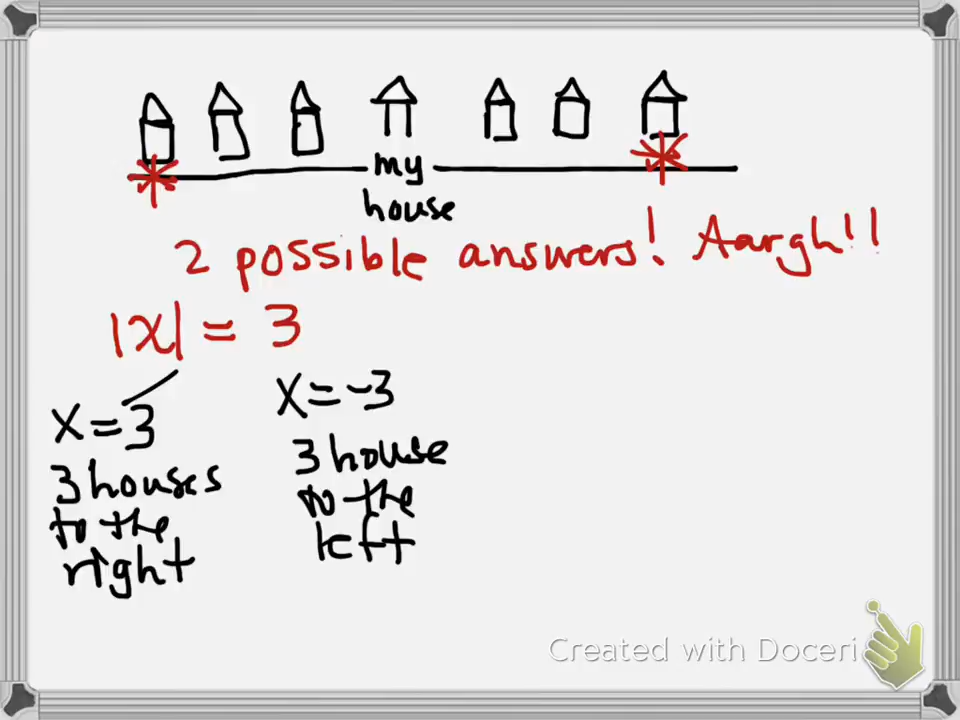 my
house
2 possible answers! Aargh!!
|x| = 3
x = 3
x = -3
3 houses
to the
right
3 house
to the
left
Created with Doceri